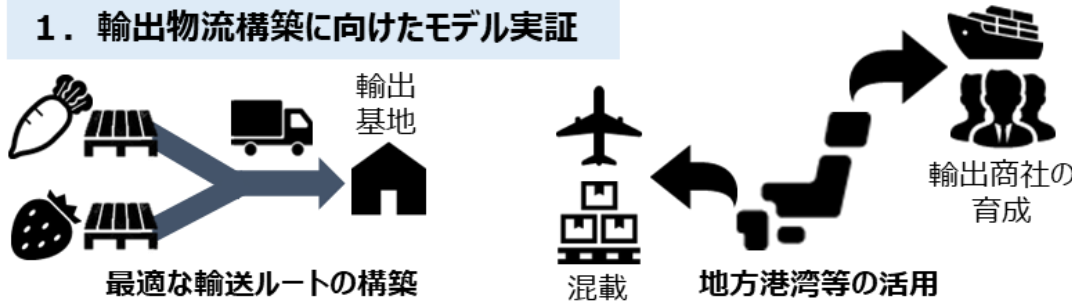 1．輸出物流構築に向けたモデル実証
輸出
基地
最適な輸送ルートの構築
混載
地方港湾等の活用
輸出商社の
育成